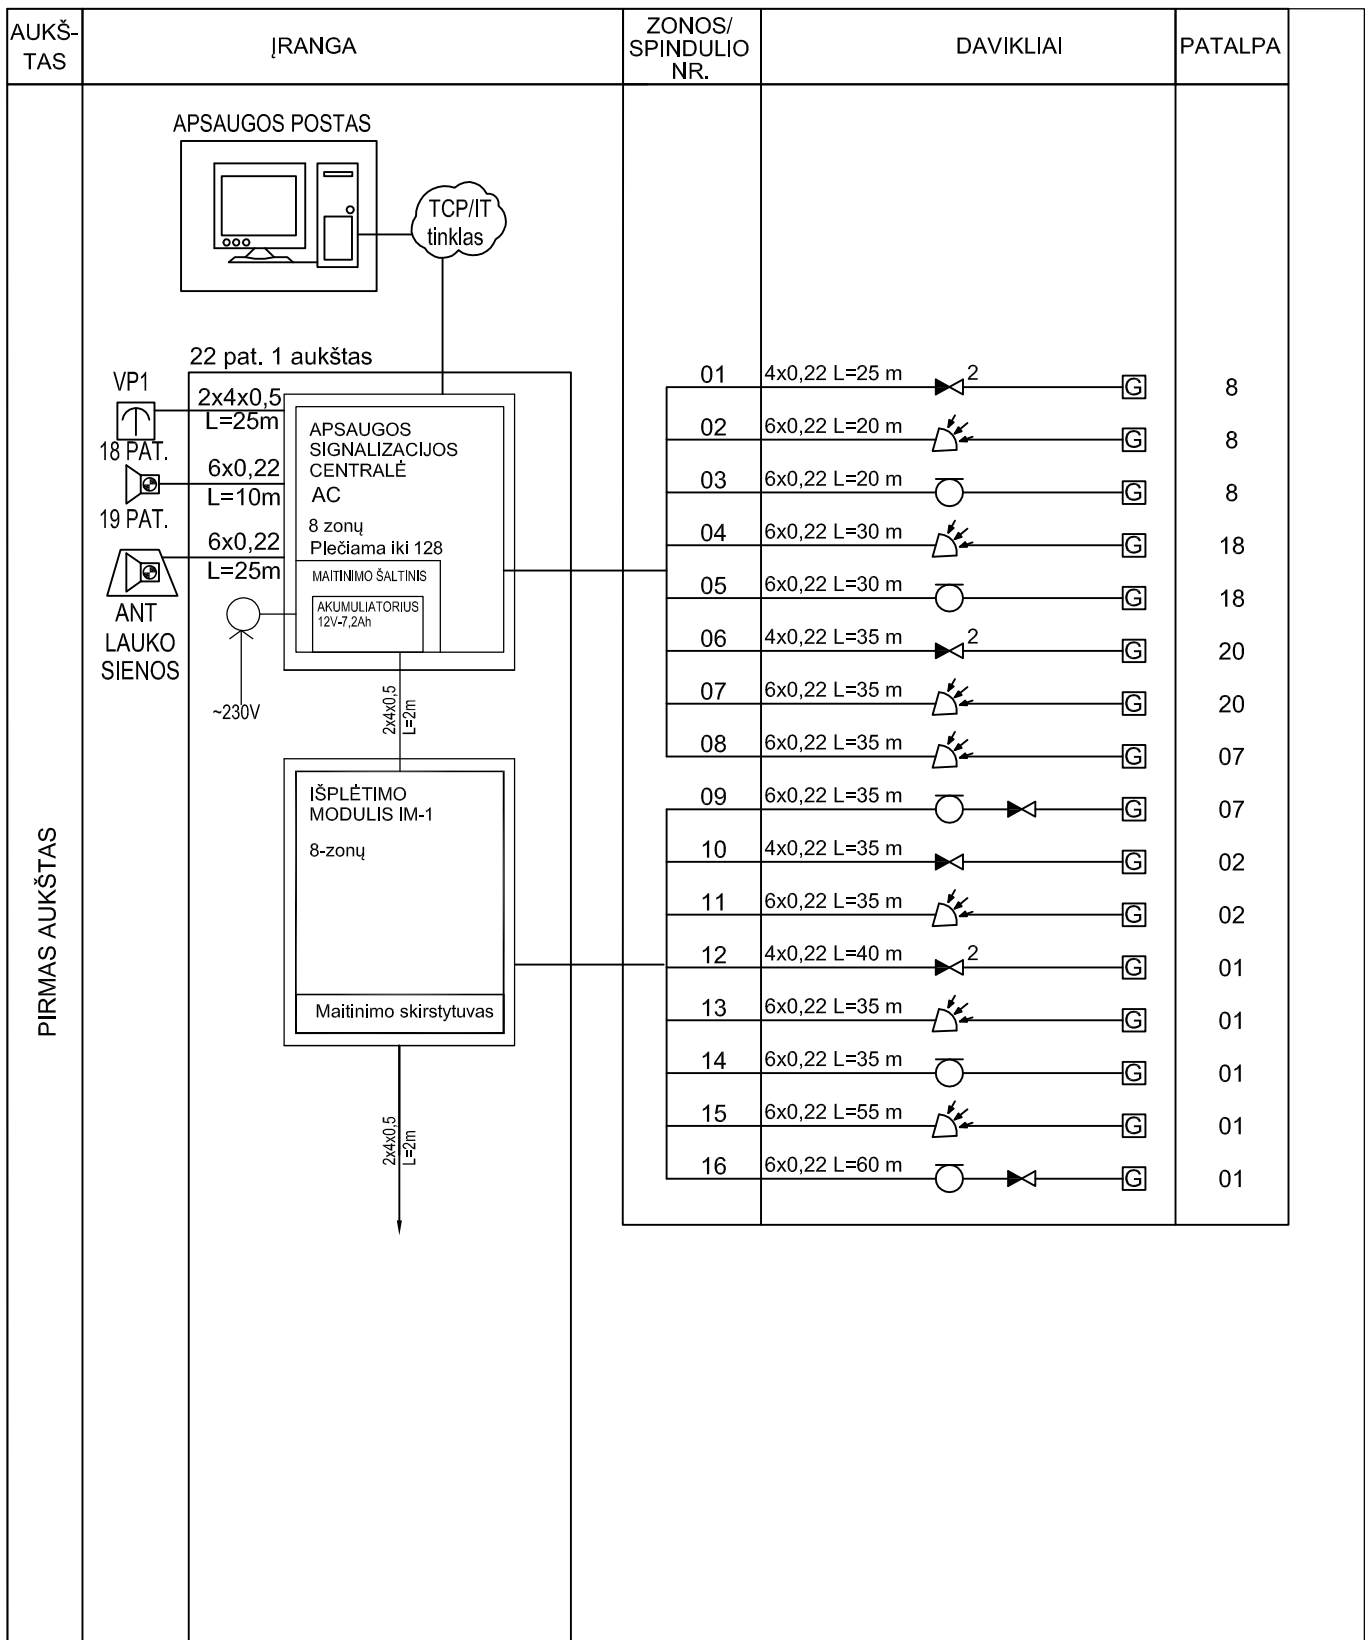 AUKŠ-
TAS
ĮRANGA
ZONOS/
SPINDULIO
NR.
DAVIKLIAI
PATALPA
APSAUGOS POSTAS
TCP/IT
tinklas
22 pat. 1 aukštas
VP1
2x4x0,5
L=25m
18 PAT.
6x0,22
L=10m
19 PAT.
6x0,22
L=25m
ANT
LAUKO
SIENOS
~230V
APSAUGOS
SIGNALIZACIJOS
CENTRALĖ
AC
8 zonų
Plečiama iki 128
MAITINIMO ŠALTINIS
AKUMULIATORIUS
12V-7,2Ah
2x4x0,5
L=2m
IŠPLĖTIMO
MODULIS IM-1
8-zonų
Maitinimo skirstytuvas
2x4x0,5
L=2m
PIRMAS AUKŠTAS
01 4x0,22 L=25 m 2 G 8
02 6x0,22 L=20 m G 8
03 6x0,22 L=20 m G 8
04 6x0,22 L=30 m G 18
05 6x0,22 L=30 m G 18
06 4x0,22 L=35 m 2 G 20
07 6x0,22 L=35 m G 20
08 6x0,22 L=35 m G 07
09 6x0,22 L=35 m G 07
10 4x0,22 L=35 m G 02
11 6x0,22 L=35 m G 02
12 4x0,22 L=40 m 2 G 01
13 6x0,22 L=35 m G 01
14 6x0,22 L=35 m G 01
15 6x0,22 L=55 m G 01
16 6x0,22 L=60 m G 01